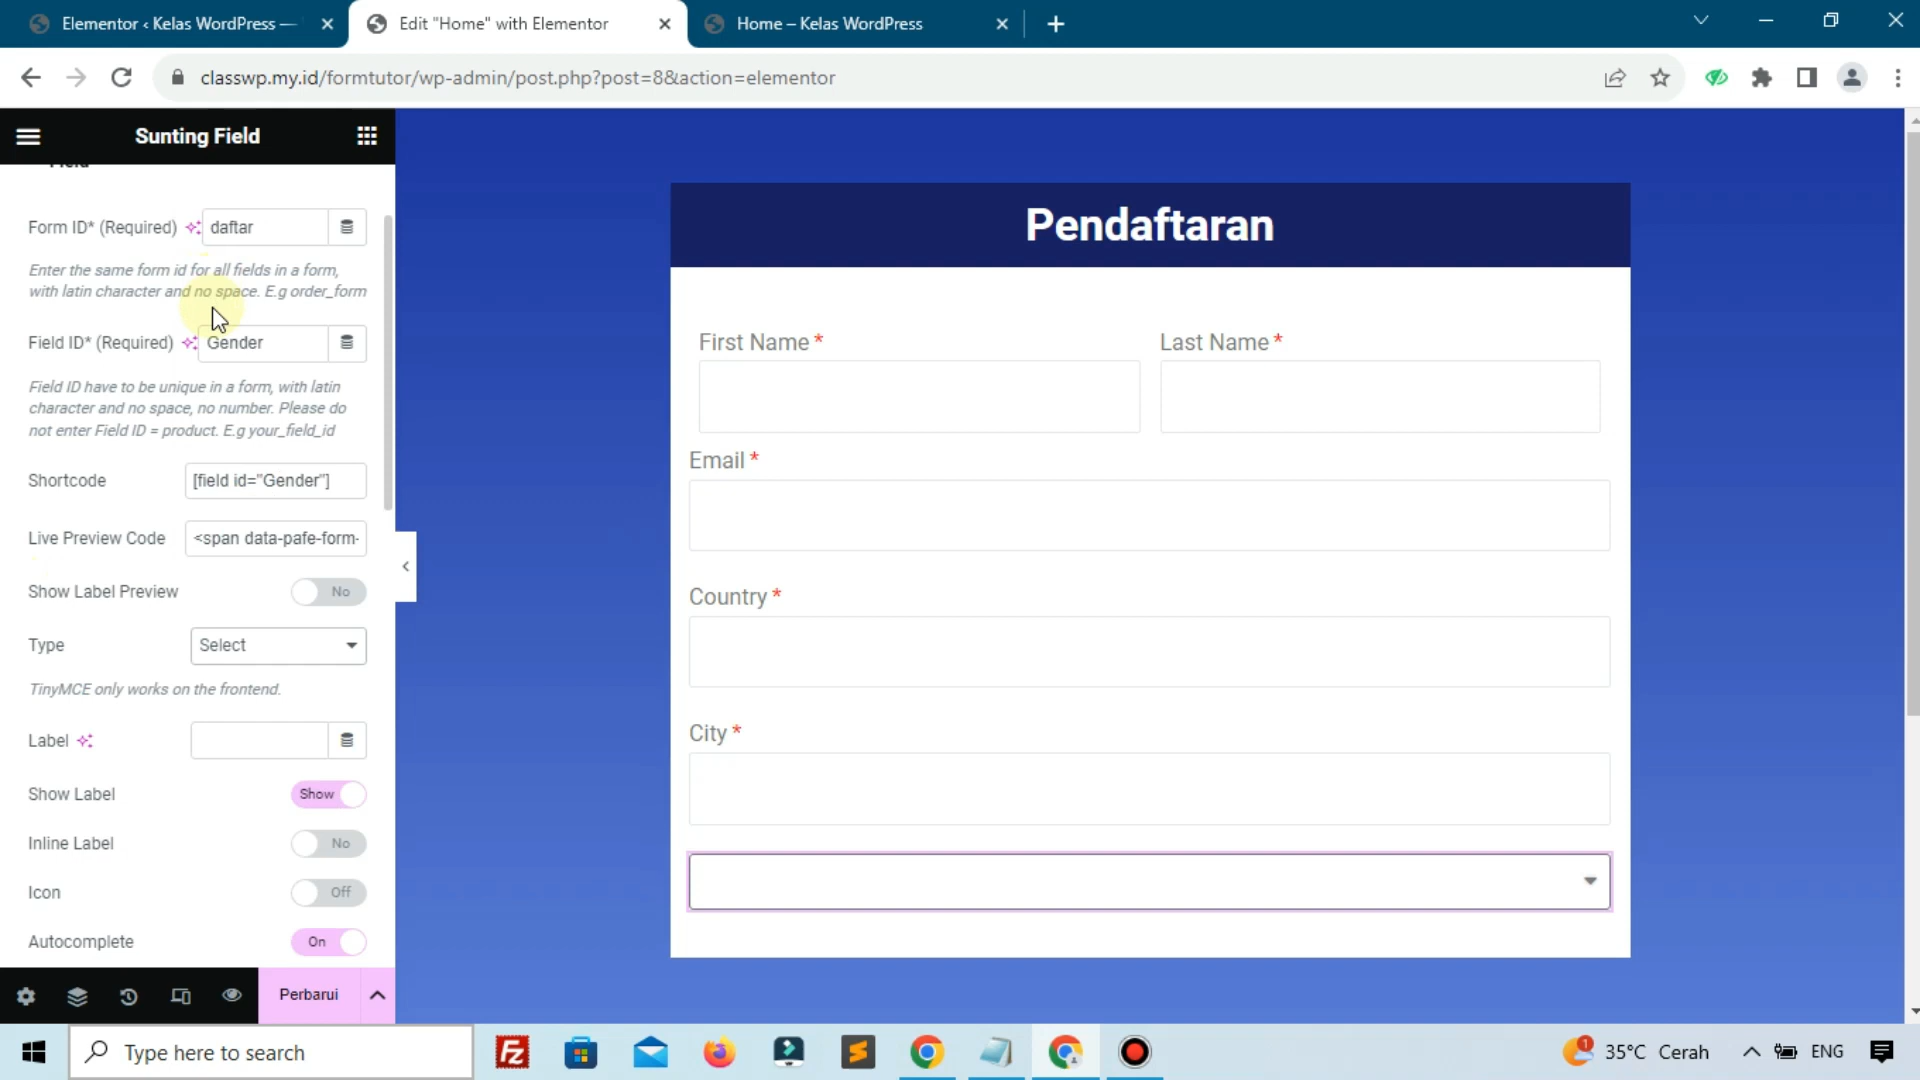 Elementor ‹ Kelas WordPress —
Edit "Home" with Elementor
Home – Kelas WordPress
classwp.my.id/formtutor/wp-admin/post.php?post=8&action=elementor
Sunting Field
Field
Form ID* (Required)
daftar
Enter the same form id for all fields in a form,
with latin character and no space. E.g order_form
Field ID* (Required)
Gender
Field ID have to be unique in a form, with latin
character and no space, no number. Please do
not enter Field ID = product. E.g your_field_id
Shortcode
[field id="Gender"]
Live Preview Code
<span data-pafe-form-
Show Label Preview
No
Type
Select
TinyMCE only works on the frontend.
Label
Show Label
Show
Inline Label
No
Icon
Off
Autocomplete
On
Perbarui
Pendaftaran
First Name *
Last Name *
Email *
Country *
City *
Type here to search
1
35°C Cerah
ENG